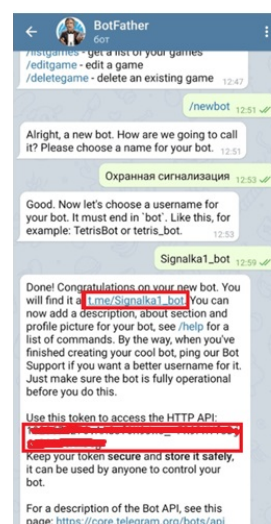 BotFather
бот
/listgames - get a list of your games
/editgame - edit a game
/deletegame - delete an existing game 12:47
/newbot 12:51
Alright, a new bot. How are we going to call
it? Please choose a name for your bot. 12:51
Охранная сигнализация 12:53
Good. Now let's choose a username for
your bot. It must end in `bot`. Like this, for
example: TetrisBot or tetris_bot. 12:53
Signalka1_bot 12:59
Done! Congratulations on your new bot. You
will find it at t.me/Signalka1_bot. You can
now add a description, about section and
profile picture for your bot, see /help for a
list of commands. By the way, when you've
finished creating your cool bot, ping our Bot
Support if you want a better username for it.
Just make sure the bot is fully operational
before you do this.
Use this token to access the HTTP API:
Keep your token secure and store it safely,
it can be used by anyone to control your
bot.
For a description of the Bot API, see this
page: https://core.telegram.org/bots/api